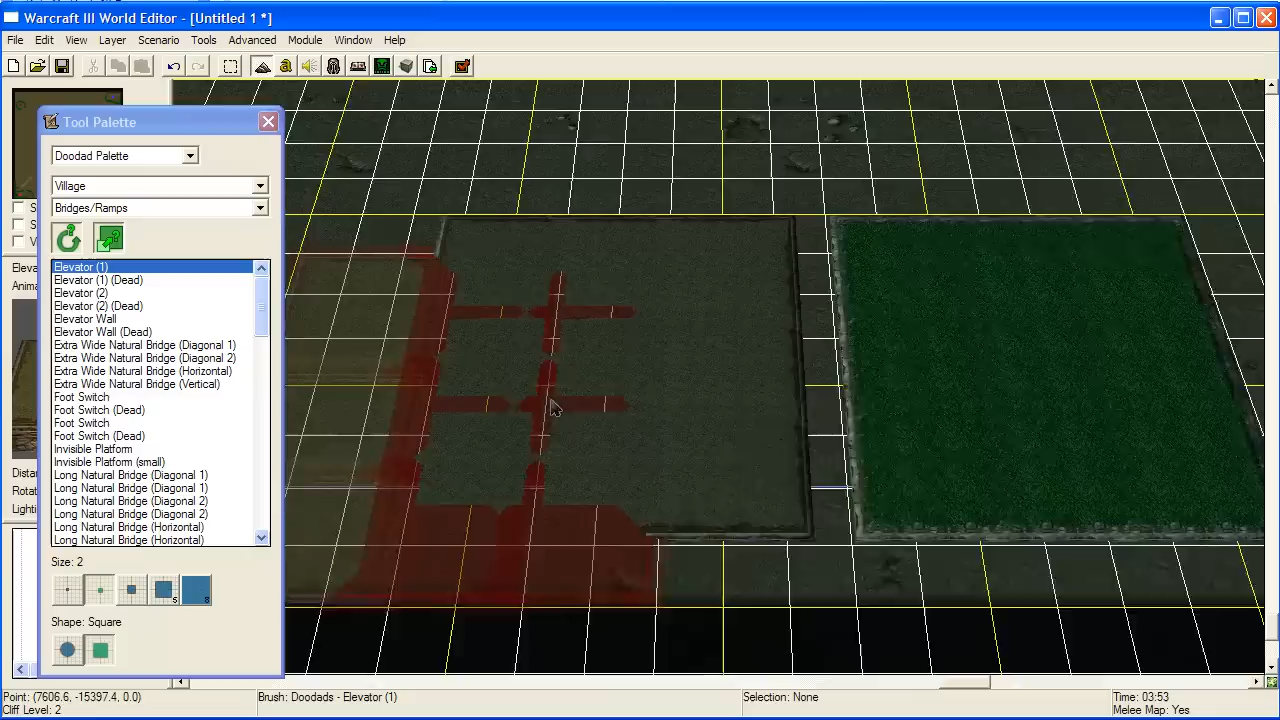 Warcraft III World Editor - [Untitled 1 *]
File Edit View Layer Scenario Tools Advanced Module Window Help
Tool Palette
Doodad Palette
Village
Bridges/Ramps
Elevator (1)
Elevator (1) (Dead)
Elevator (2)
Elevator (2) (Dead)
Elevator Wall
Elevator Wall (Dead)
Extra Wide Natural Bridge (Diagonal 1)
Extra Wide Natural Bridge (Diagonal 2)
Extra Wide Natural Bridge (Horizontal)
Extra Wide Natural Bridge (Vertical)
Foot Switch
Foot Switch (Dead)
Foot Switch
Foot Switch (Dead)
Invisible Platform
Invisible Platform (small)
Long Natural Bridge (Diagonal 1)
Long Natural Bridge (Diagonal 1)
Long Natural Bridge (Diagonal 2)
Long Natural Bridge (Diagonal 2)
Long Natural Bridge (Horizontal)
Long Natural Bridge (Horizontal)
Size: 2
Shape: Square
S
V
Eleva
Anima
Distan
Rotat
Lighti
Point: (7606.6, -15397.4, 0.0)
Cliff Level: 2
Brush: Doodads - Elevator (1)
Selection: None
Time: 03:53
Melee Map: Yes